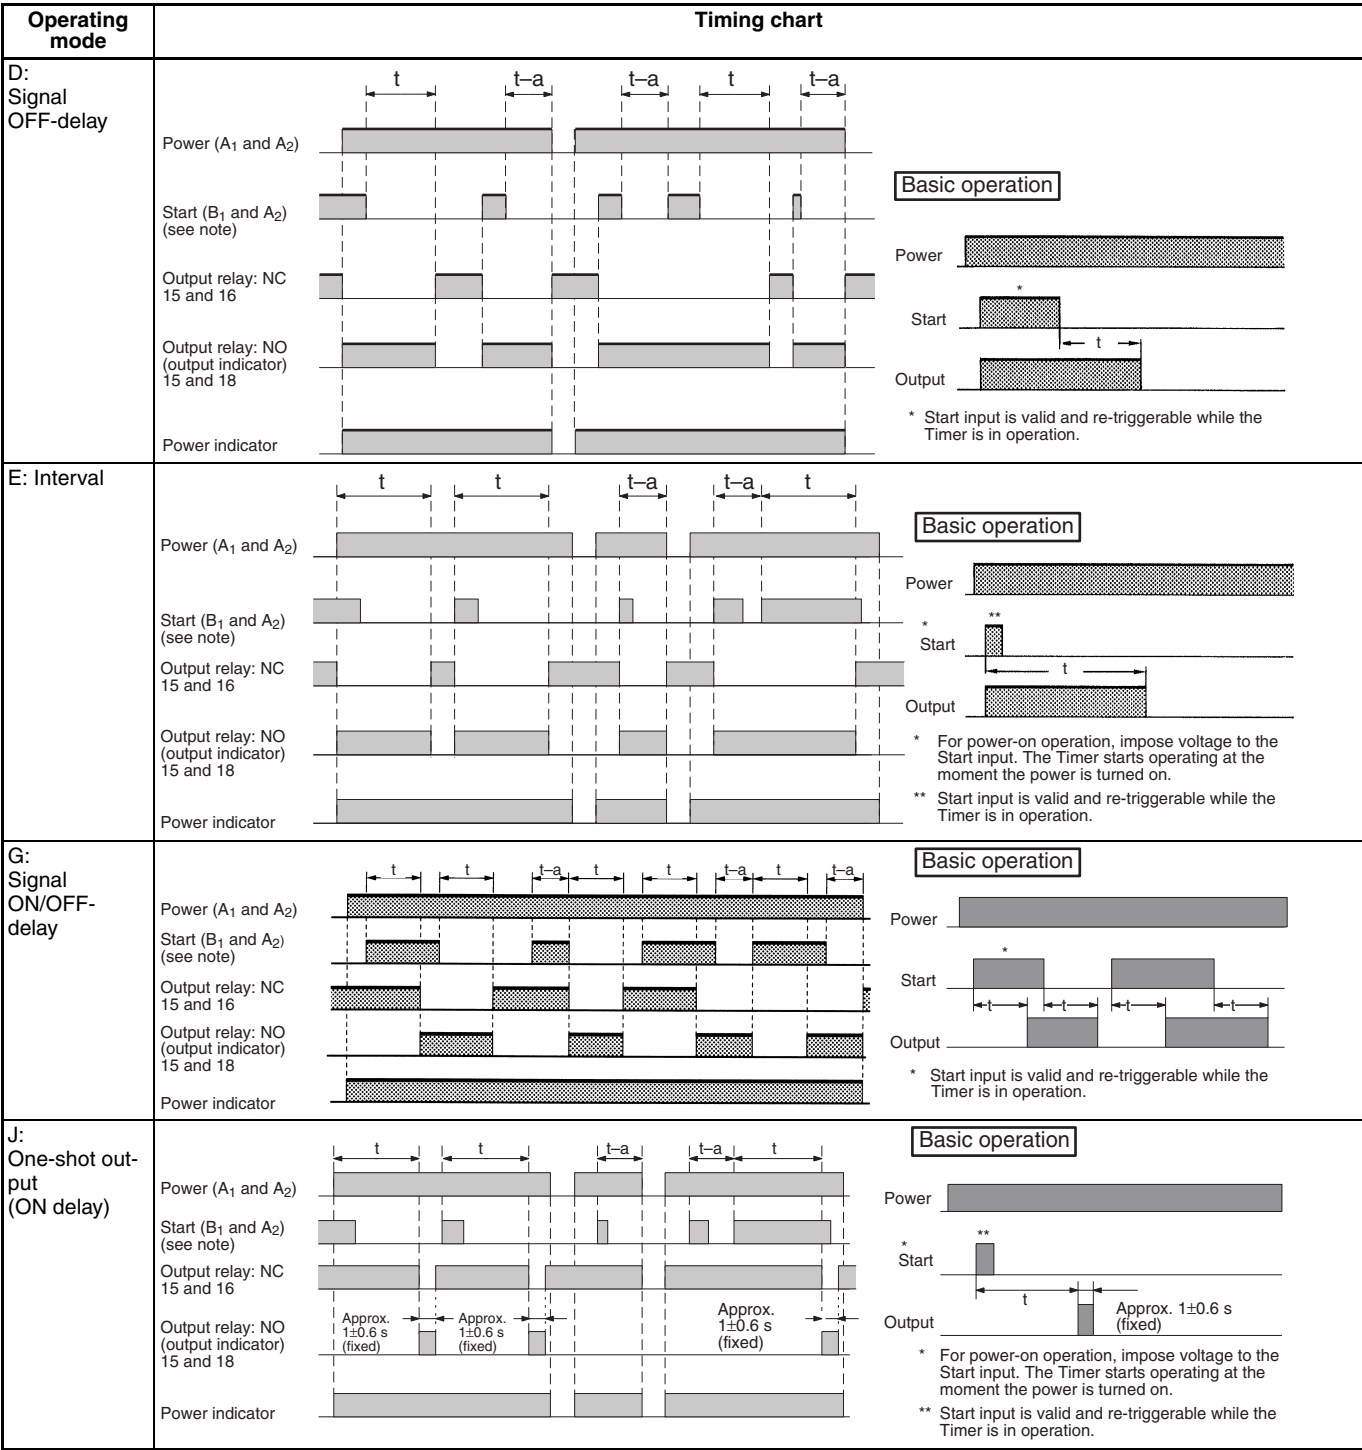 Operating
mode
Timing chart
D:
Signal
OFF-delay
t
t–a
t–a
t
t–a
Power (A1 and A2)
Start (B1 and A2)
(see note)
Output relay: NC
15 and 16
Output relay: NO
(output indicator)
15 and 18
Power indicator
Basic operation
Power
*
Start
t
Output
* Start input is valid and re-triggerable while the
Timer is in operation.
E: Interval
t
t
t–a
t–a
t
Power (A1 and A2)
Start (B1 and A2)
(see note)
Output relay: NC
15 and 16
Output relay: NO
(output indicator)
15 and 18
Power indicator
Basic operation
Power
**
*
Start
t
Output
* For power-on operation, impose voltage to the
Start input. The Timer starts operating at the
moment the power is turned on.
** Start input is valid and re-triggerable while the
Timer is in operation.
G:
Signal
ON/OFF-
delay
t
t
t–a
t
t
t–a
t
t–a
Power (A1 and A2)
Start (B1 and A2)
(see note)
Output relay: NC
15 and 16
Output relay: NO
(output indicator)
15 and 18
Power indicator
Basic operation
Power
*
Start
t
t
t
t
Output
* Start input is valid and re-triggerable while the
Timer is in operation.
J:
One-shot out-
put
(ON delay)
t
t
t–a
t–a
t
Power (A1 and A2)
Start (B1 and A2)
(see note)
Output relay: NC
15 and 16
Approx.
1±0.6 s
(fixed)
Approx.
1±0.6 s
(fixed)
Approx.
1±0.6 s
(fixed)
Output relay: NO
(output indicator)
15 and 18
Power indicator
Basic operation
Power
**
*
Start
t
Approx. 1±0.6 s
(fixed)
Output
* For power-on operation, impose voltage to the
Start input. The Timer starts operating at the
moment the power is turned on.
** Start input is valid and re-triggerable while the
Timer is in operation.